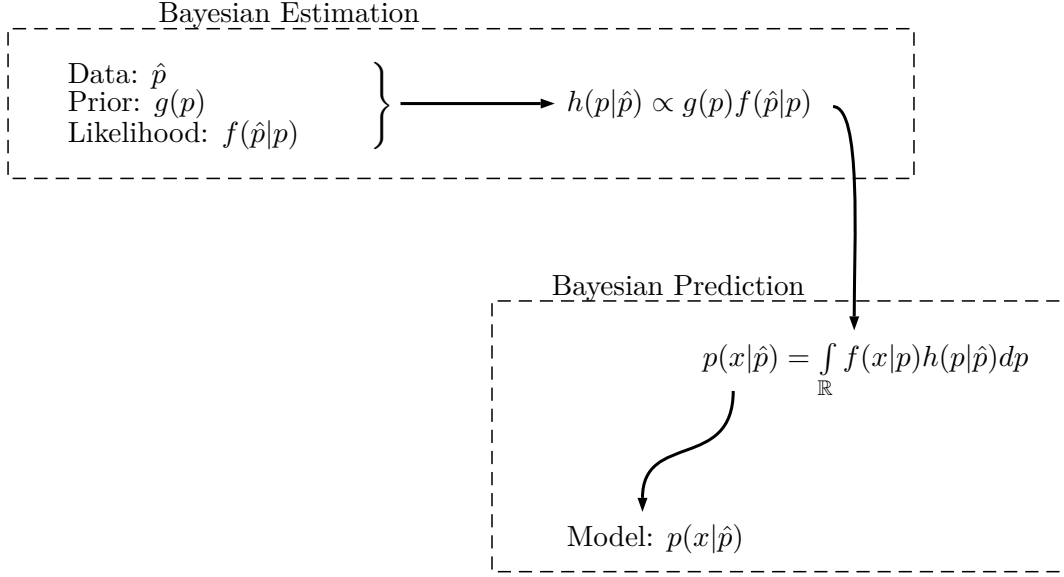 Bayesian Estimation
Data: p̂
Prior: g(p)
Likelihood: f(p̂|p)
h(p|p̂) ∝ g(p)f(p̂|p)
Bayesian Prediction
p(x|p̂) = ∫ f(x|p)h(p|p̂)dp
ℝ
Model: p(x|p̂)